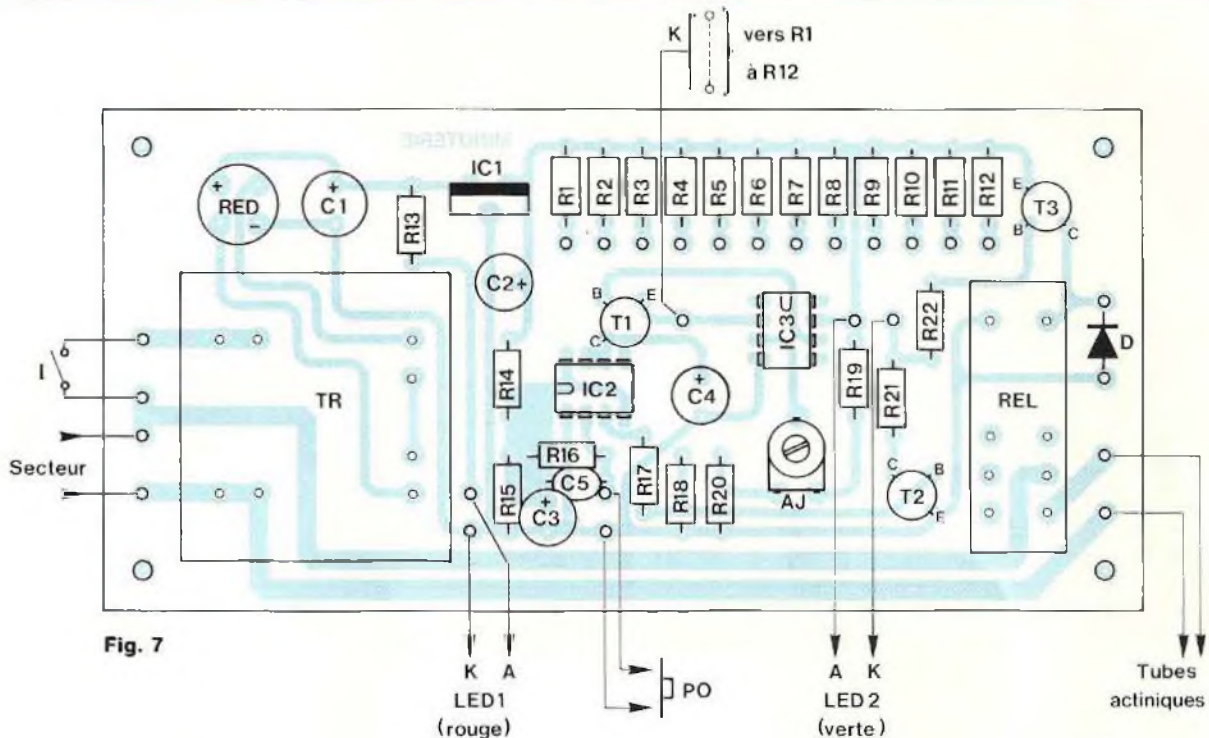 K
vers R1
à R12
MINUTERIE
IC1
+
RED
−
+
C1
R13
R1
R2
R3
R4
R5
R6
R7
R8
R9
R10
R11
R12
E
T3
B
C
C2+
B
E
T1
C
IC3
R22
D
I
TR
R14
IC2
+
C4
R19
R21
REL
Secteur
R16
C5
R15
+
C3
R17
R18
R20
AJ
C
B
T2
E
Fig. 7
K A
LED1
(rouge)
PO
A K
LED 2
(verte)
Tubes
actiniques